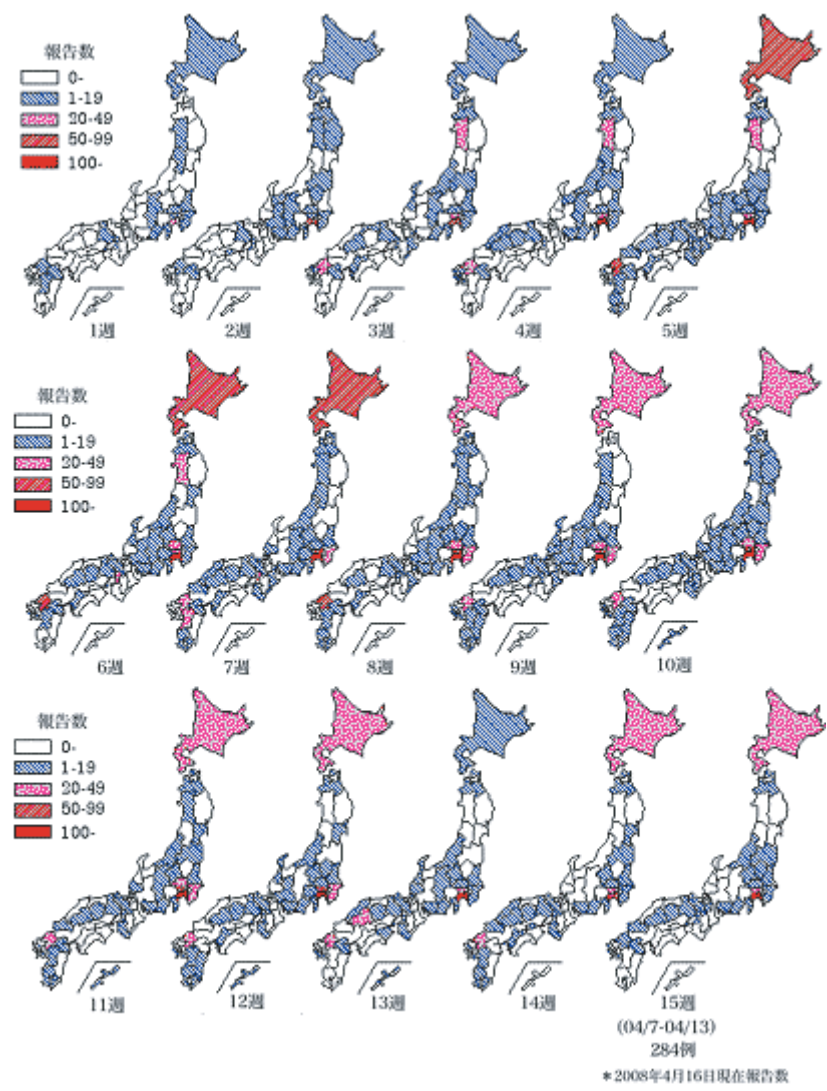 報告数
0-
1-19
20-49
50-99
100-
1週
2週
3週
4週
5週
報告数
0-
1-19
20-49
50-99
100-
6週
7週
8週
9週
10週
報告数
0-
1-19
20-49
50-99
100-
11週
12週
13週
14週
15週
(04/7-04/13)
284例
*2008年4月16日現在報告数